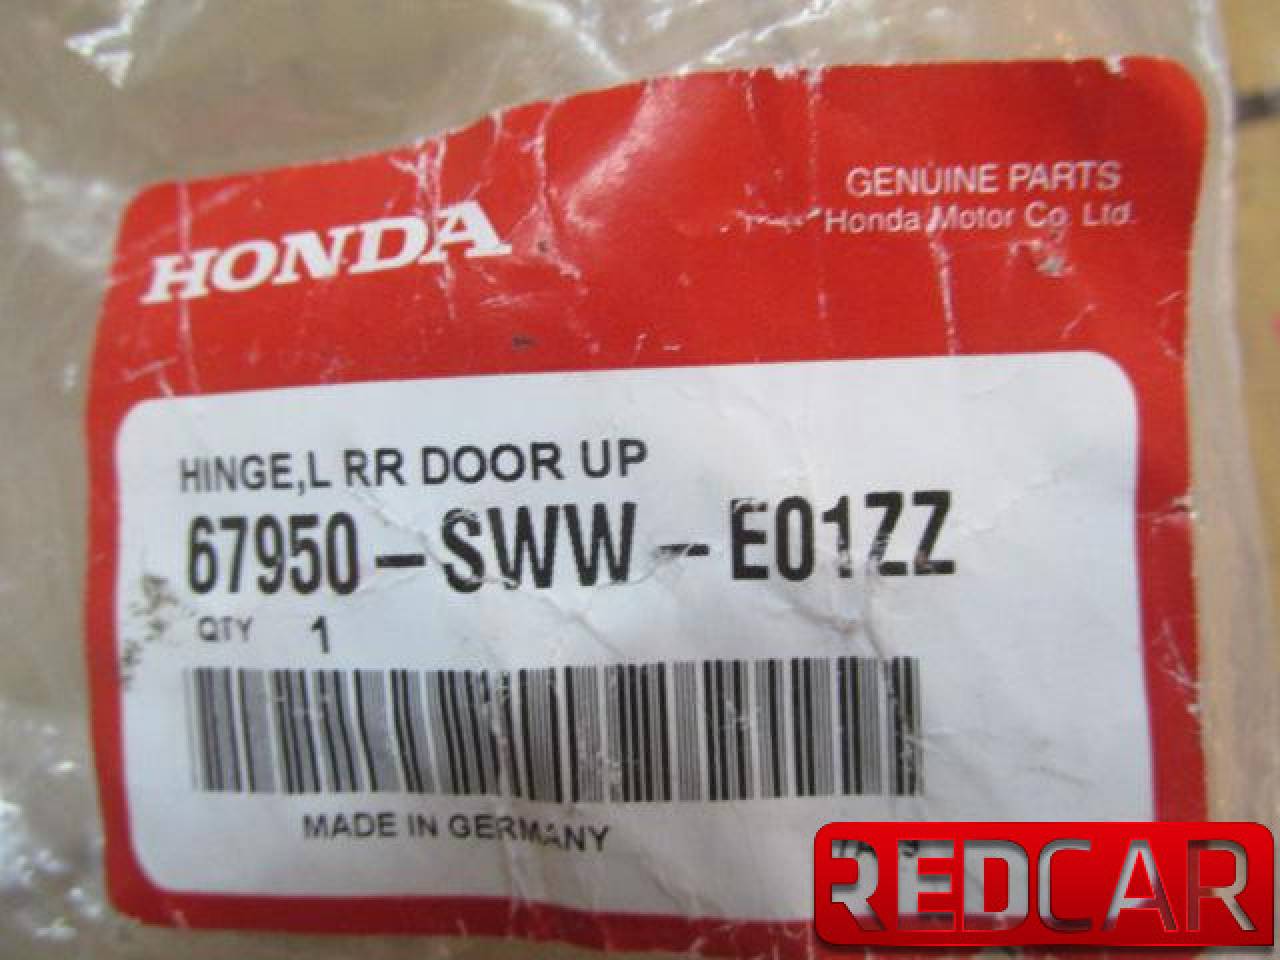 HONDA
GENUINE PARTS
Honda Motor Co. Ltd.
HINGE,L RR DOOR UP
67950-SWW-E01ZZ
QTY 1
MADE IN GERMANY
REDCAR